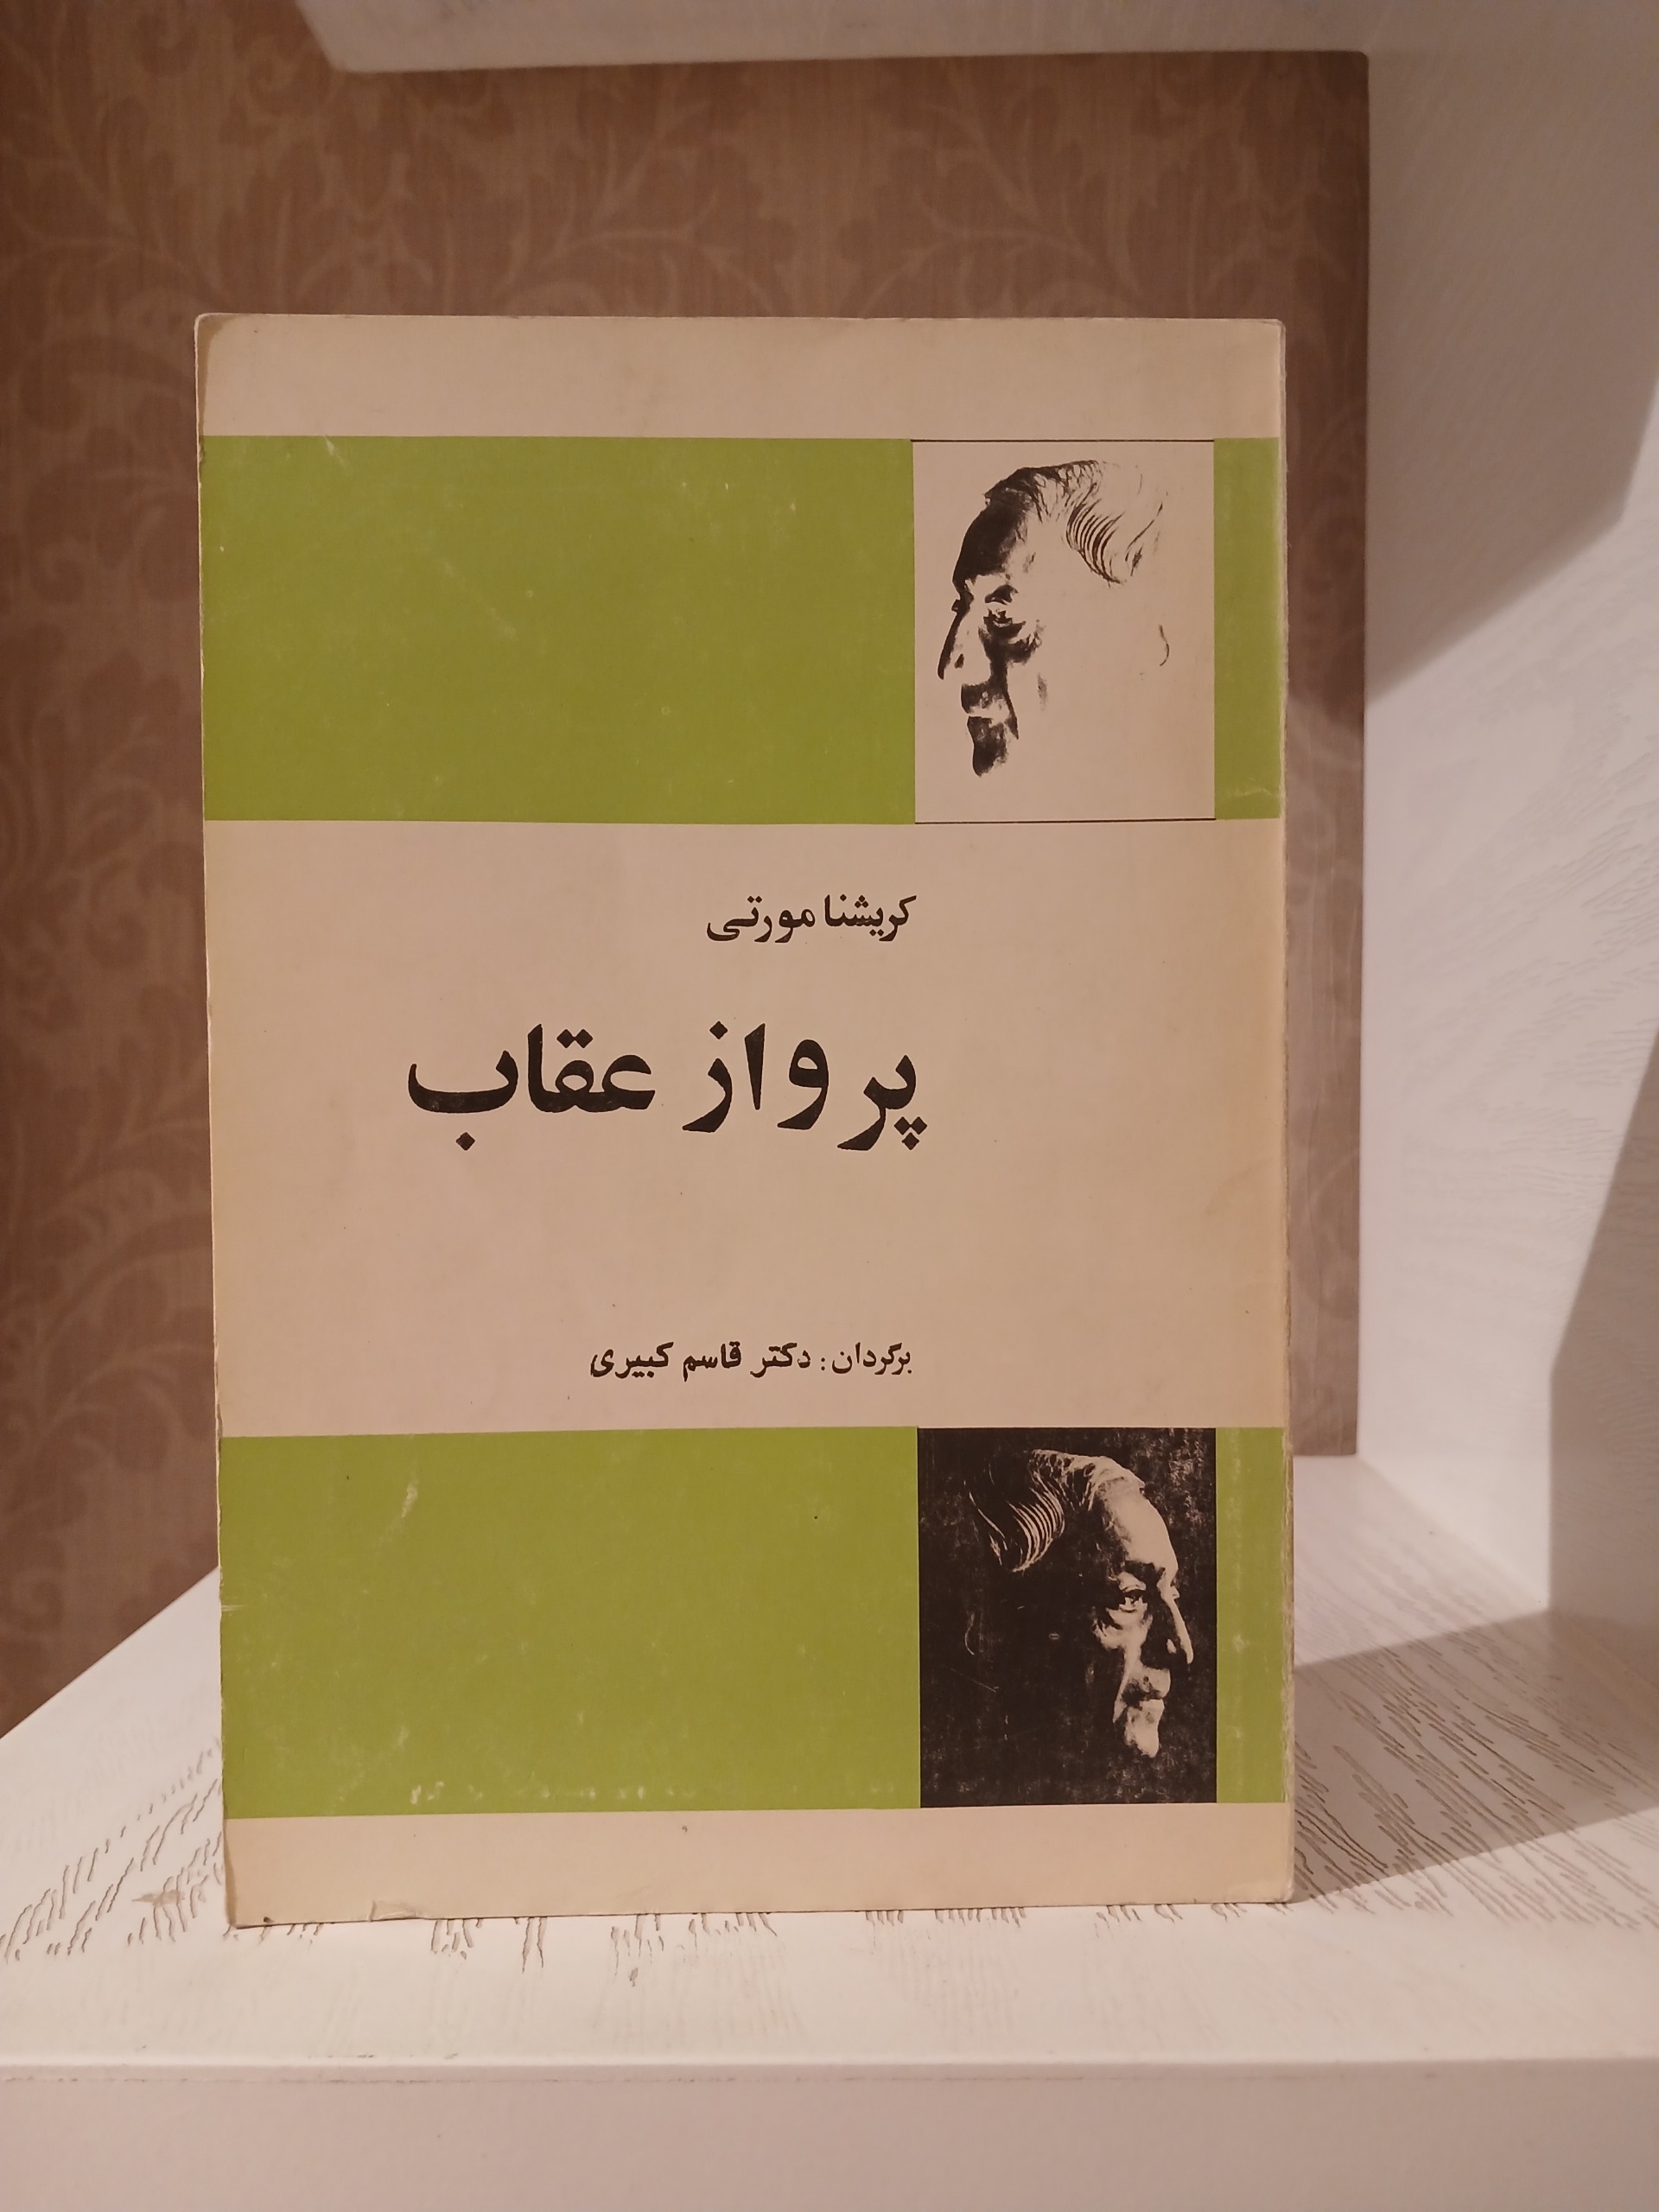 کریشنا مورتی
پرواز عقاب
برگردان: دکتر قاسم کبیری